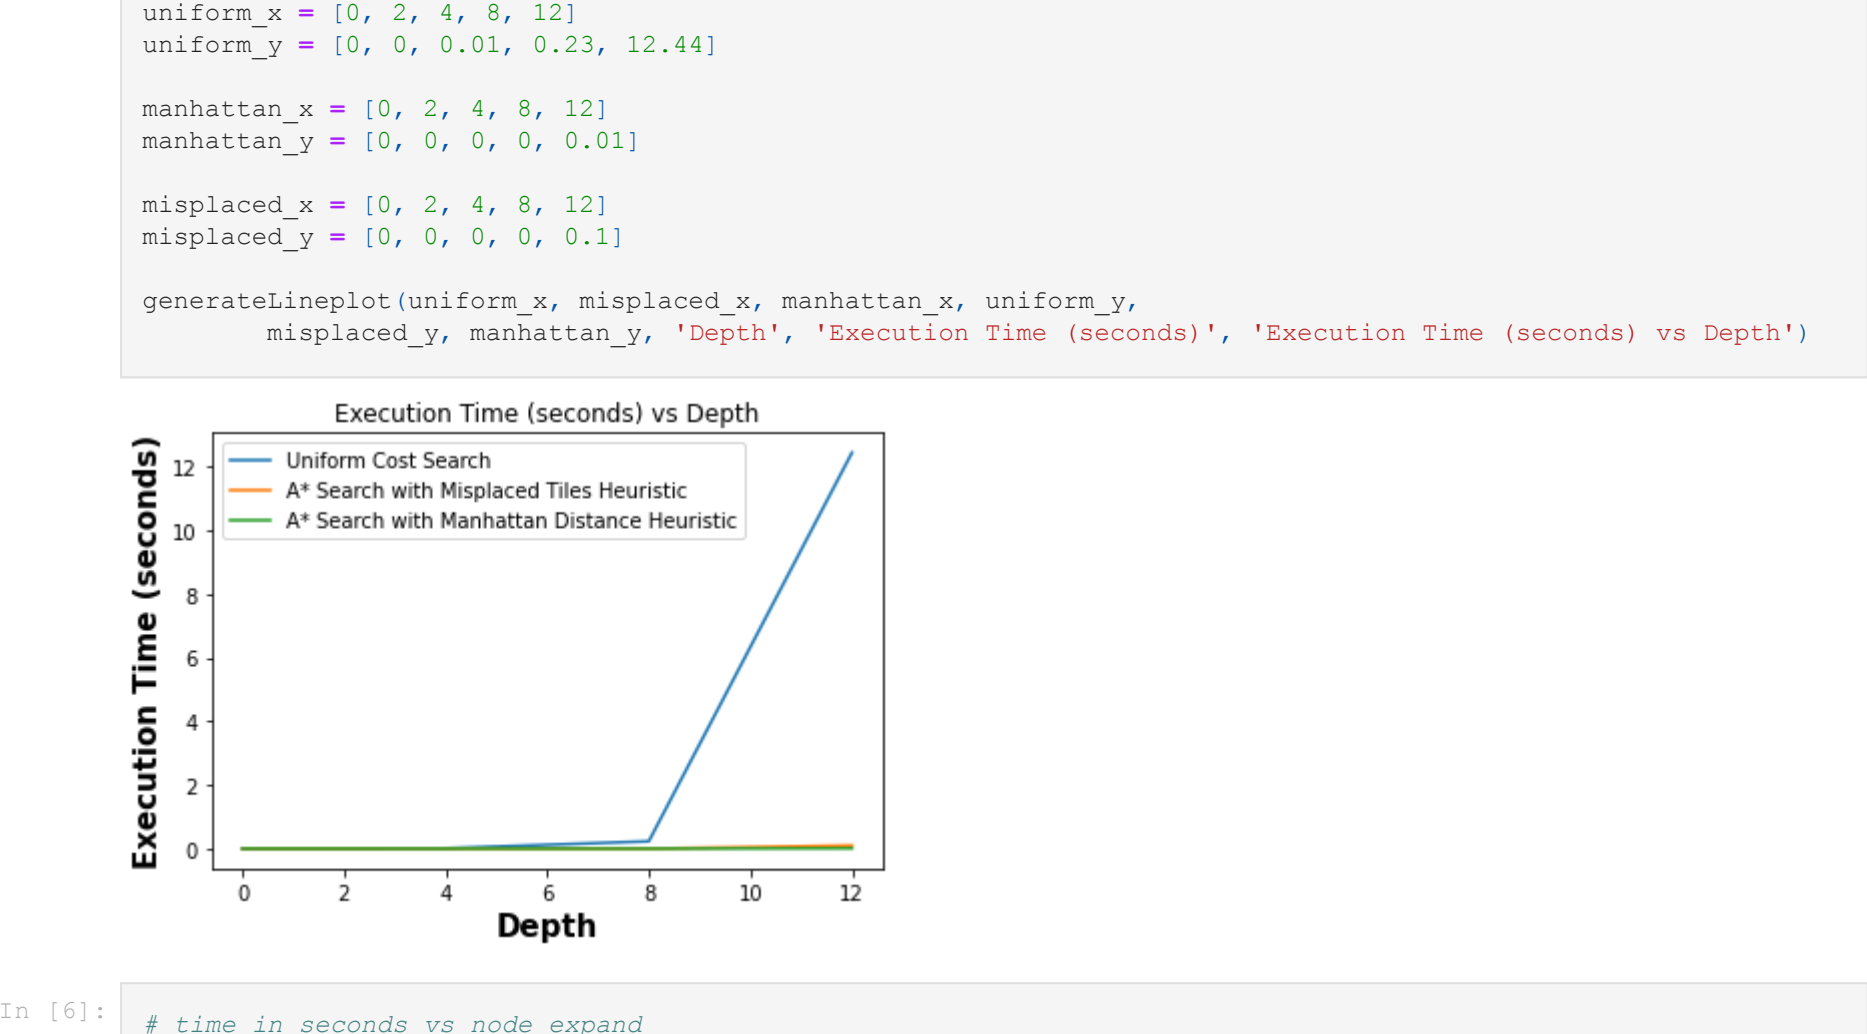 uniform_x = [0, 2, 4, 8, 12]
uniform_y = [0, 0, 0.01, 0.23, 12.44]
manhattan_x = [0, 2, 4, 8, 12]
manhattan_y = [0, 0, 0, 0, 0.01]
misplaced_x = [0, 2, 4, 8, 12]
misplaced_y = [0, 0, 0, 0, 0.1]
generateLineplot(uniform_x, misplaced_x, manhattan_x, uniform_y,
misplaced_y, manhattan_y, 'Depth', 'Execution Time (seconds)', 'Execution Time (seconds) vs Depth')
Execution Time (seconds) vs Depth
Execution Time (seconds)
12
10
8
6
4
2
0
Uniform Cost Search
A* Search with Misplaced Tiles Heuristic
A* Search with Manhattan Distance Heuristic
0 2 4 6 8 10 12
Depth
In [6]:
# time in seconds vs node expand